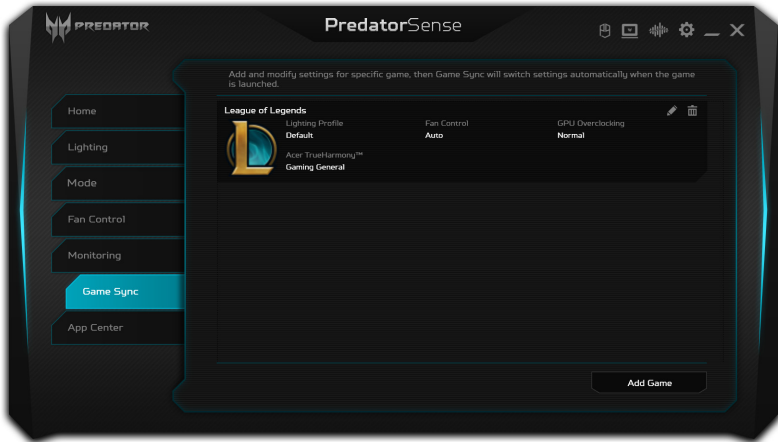 PREDATOR
PredatorSense
Add and modify settings for specific game, then Game Sync will switch settings automatically when the game
is launched.
Home
Lighting
Mode
Fan Control
Monitoring
Game Sync
App Center
League of Legends
Lighting Profile
Default
Fan Control
Auto
GPU Overclocking
Normal
Acer TrueHarmony™
Gaming General
Add Game